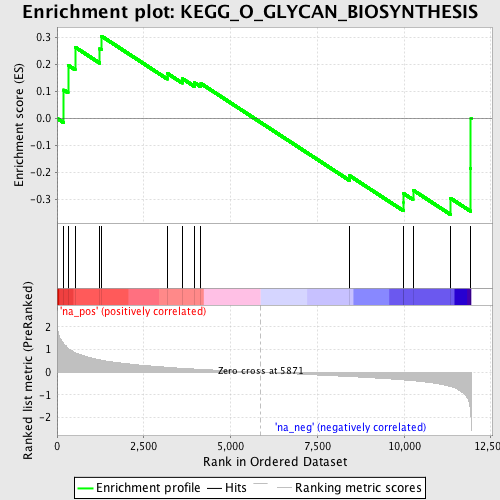 Enrichment plot: KEGG_O_GLYCAN_BIOSYNTHESIS
Enrichment score (ES)
0.3
0.2
0.1
0.0
-0.1
-0.2
-0.3
'na_pos' (positively correlated)
Ranked list metric (PreRanked)
2
1
0
-1
-2
Zero cross at 5871
'na_neg' (negatively correlated)
0
2,500
5,000
7,500
10,000
12,500
Rank in Ordered Dataset
Enrichment profile
Hits
Ranking metric scores